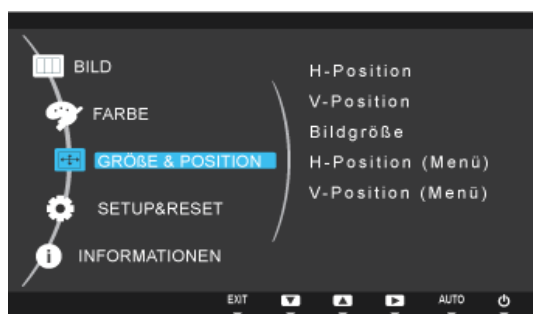 BILD
FARBE
GRÖßE & POSITION
SETUP&RESET
INFORMATIONEN
H-Position
V-Position
Bildgröße
H-Position (Menü)
V-Position (Menü)
EXIT
AUTO